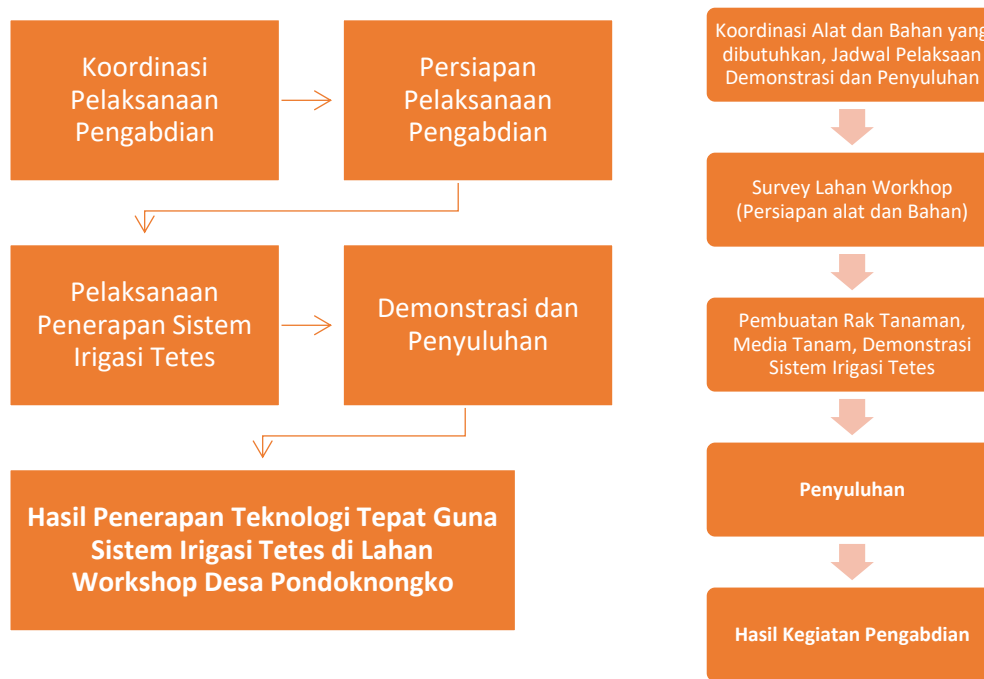 Koordinasi
Pelaksanaan
Pengabdian
Persiapan
Pelaksanaan
Pengabdian
Pelaksanaan
Penerapan Sistem
Irigasi Tetes
Demonstrasi dan
Penyuluhan
Hasil Penerapan Teknologi Tepat Guna
Sistem Irigasi Tetes di Lahan
Workshop Desa Pondoknongko
Koordinasi Alat dan Bahan yang
dibutuhkan, Jadwal Pelaksaan
Demonstrasi dan Penyuluhan
Survey Lahan Workhop
(Persiapan alat dan Bahan)
Pembuatan Rak Tanaman,
Media Tanam, Demonstrasi
Sistem Irigasi Tetes
Penyuluhan
Hasil Kegiatan Pengabdian